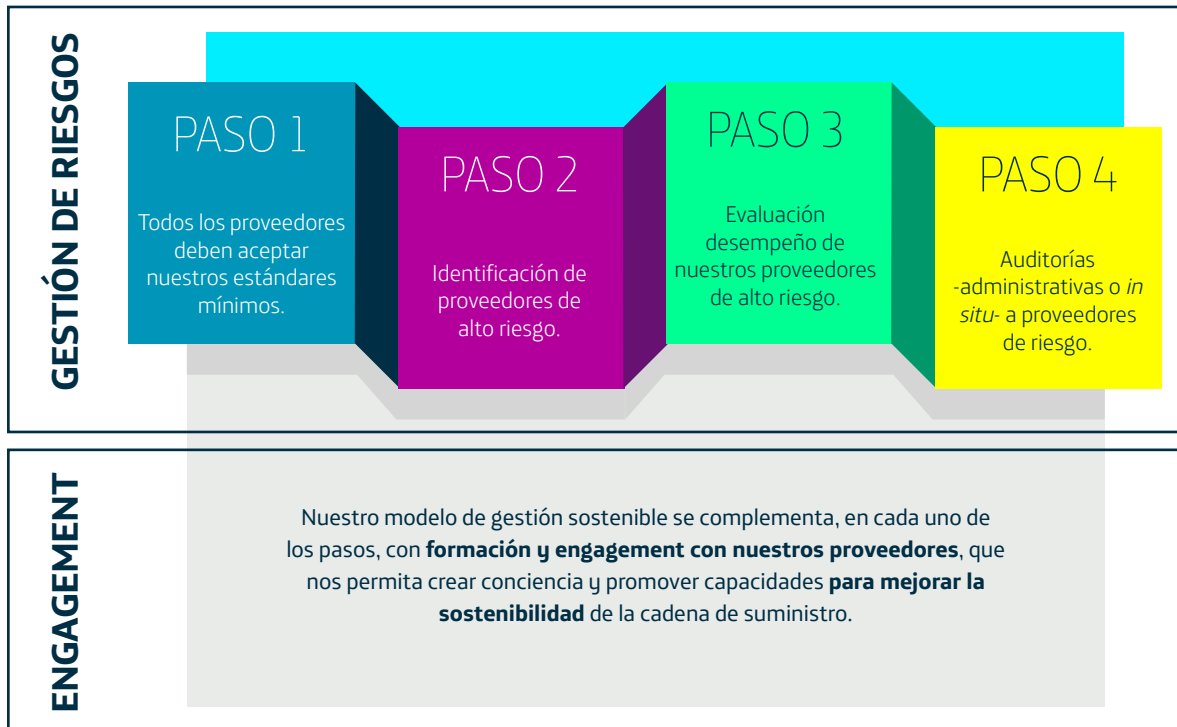 GESTIÓN DE RIESGOS
PASO 1
Todos los proveedores
deben aceptar
nuestros estándares
mínimos.
PASO 2
Identificación de
proveedores de
alto riesgo.
PASO 3
Evaluación
desempeño de
nuestros proveedores
de alto riesgo.
PASO 4
Auditorías
-administrativas o in
situ- a proveedores
de riesgo.
ENGAGEMENT
Nuestro modelo de gestión sostenible se complementa, en cada uno de
los pasos, con formación y engagement con nuestros proveedores, que
nos permita crear conciencia y promover capacidades para mejorar la
sostenibilidad de la cadena de suministro.